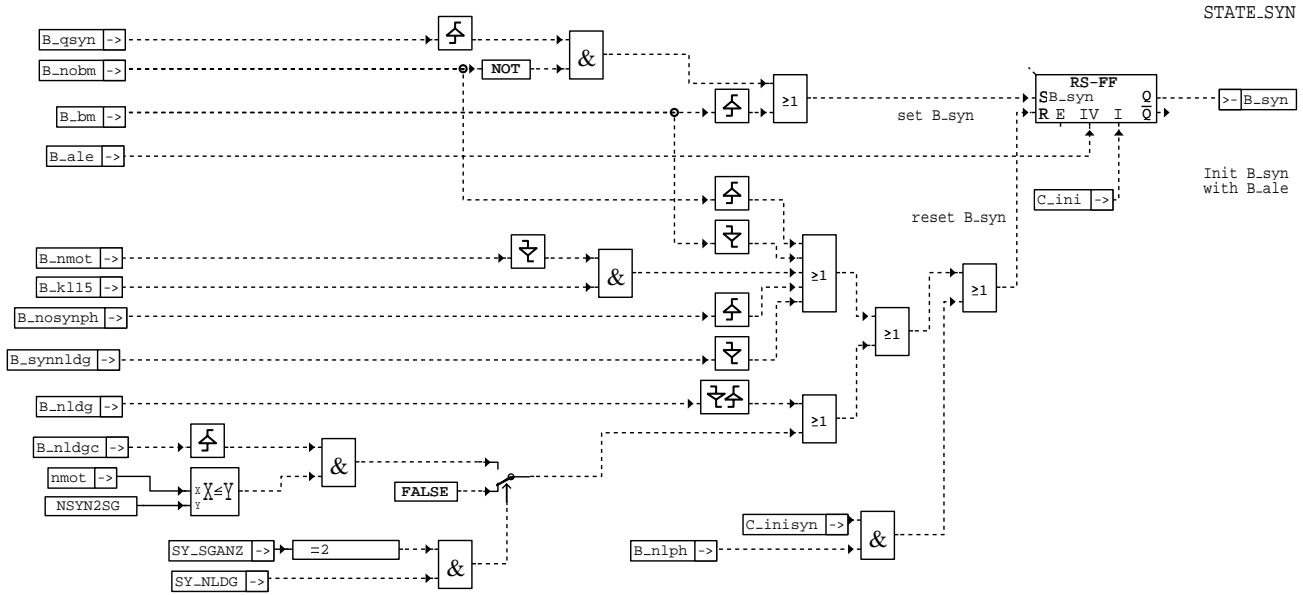 STATE_SYN
B_qsyn ->
&
B_nobm ->
NOT
RS-FF
≥1
S B_syn Q
>- B_syn
B_bm ->
set B_syn
R E IV I Q
B_ale ->
Init B_syn
with B_ale
C_ini ->
reset B_syn
B_nmot ->
&
≥1
B_kl15 ->
≥1
B_nosynph ->
≥1
B_synnldg ->
B_nldg ->
≥1
B_nldgc ->
&
nmot ->
X X≤Y
FALSE
NSYN2SG
Y
C_inisyn ->
&
SY_SGANZ ->
=2
B_nlph ->
&
SY_NLDG ->